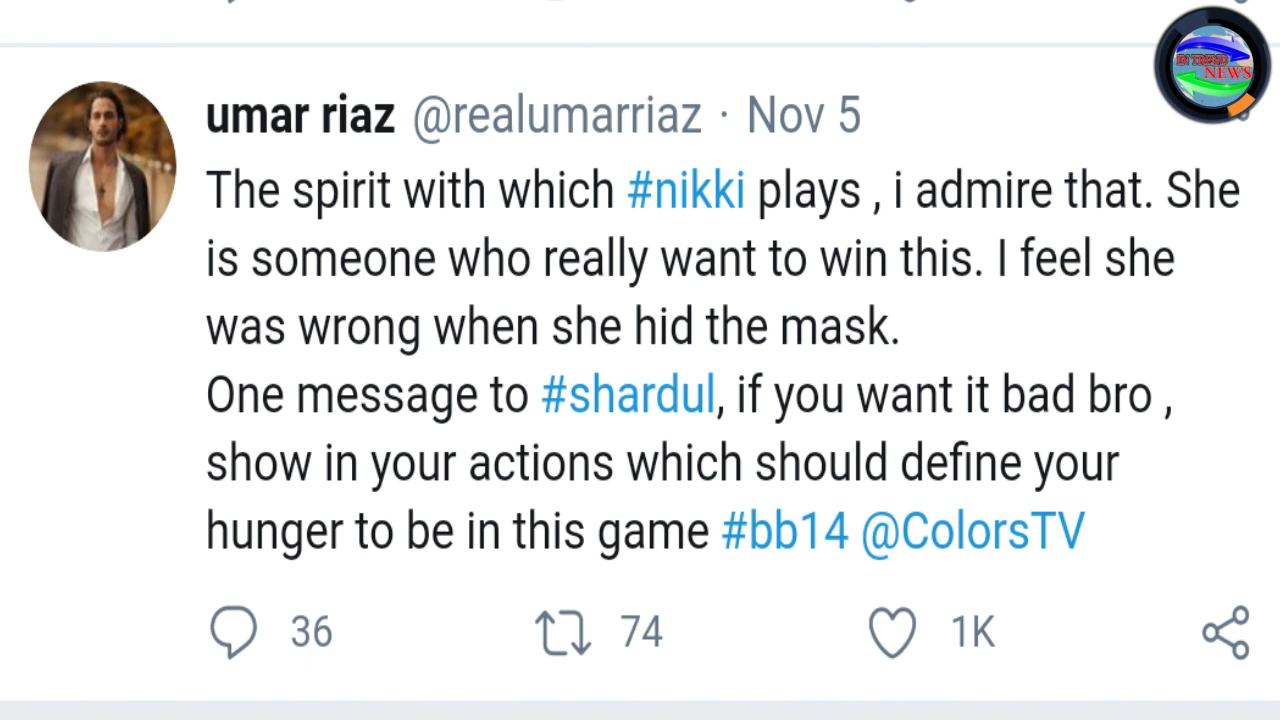 IN TREND
NEWS
umar riaz @realumarriaz · Nov 5
The spirit with which #nikki plays , i admire that. She
is someone who really want to win this. I feel she
was wrong when she hid the mask.
One message to #shardul, if you want it bad bro ,
show in your actions which should define your
hunger to be in this game #bb14 @ColorsTV
36 74 1K